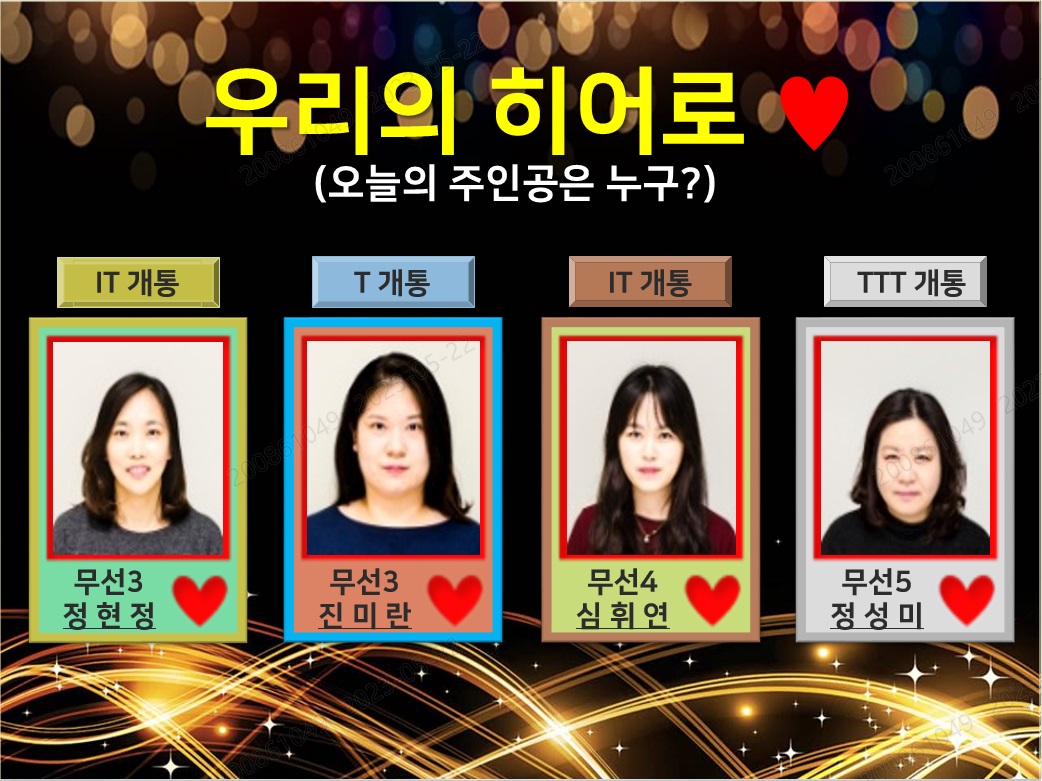 우리의 히어로
(오늘의 주인공은 누구?)
IT 개통
T 개통
IT 개통
TTT 개통
무선3
정 현 정
무선3
진 미 란
무선4
심 휘 연
무선5
정 성 미